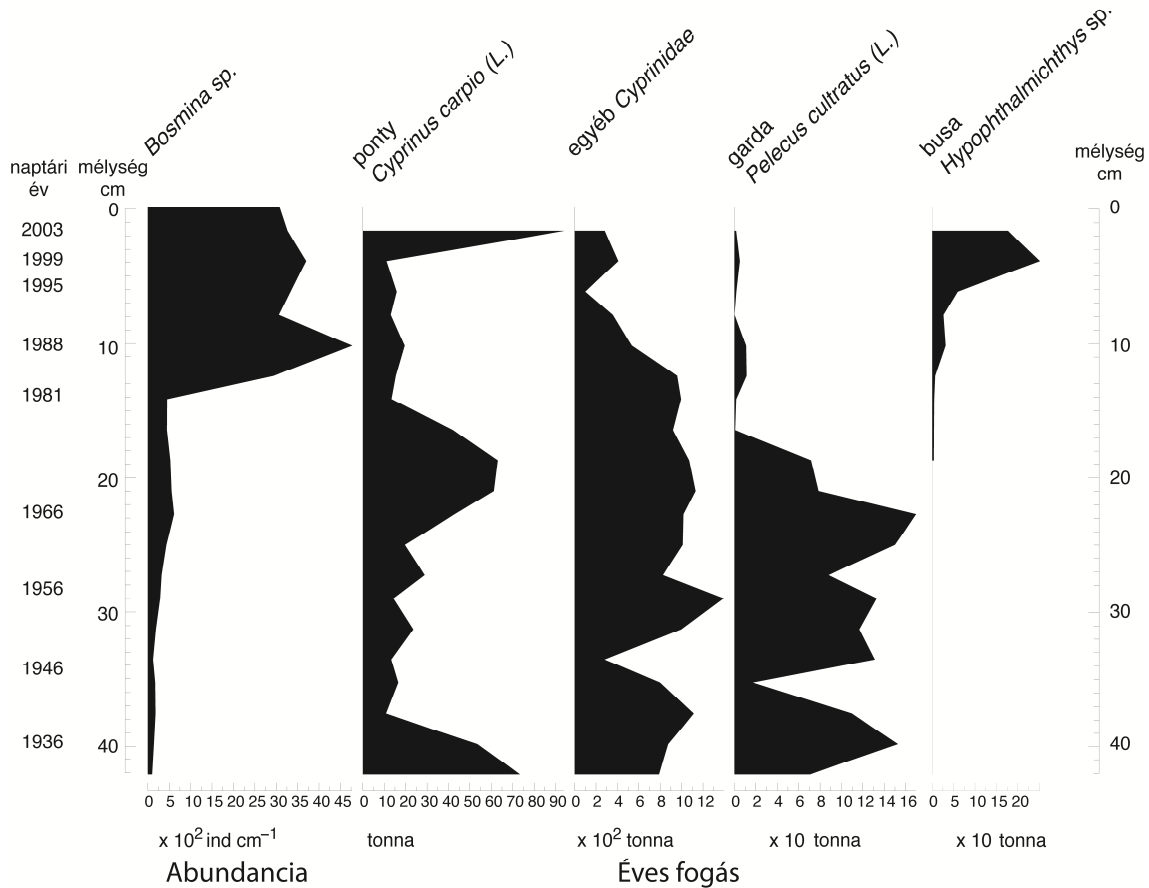 Bosmina sp.
ponty
Cyprinus carpio (L.)
egyéb Cyprinidae
garda
Pelecus cultratus (L.)
busa
Hypophthalmichthys sp.
naptári
év
mélység
cm
mélység
cm
0
2003
1999
1995
1988
10
1981
20
1966
1956
30
1946
1936
40
0
10
20
30
40
0 5 10 15 20 25 30 35 40 45
0 10 20 30 40 50 60 70 80 90
0 2 4 6 8 10 12
0 2 4 6 8 10 12 14 16
0 5 10 15 20
x 10² ind cm⁻¹
tonna
x 10² tonna
x 10 tonna
x 10 tonna
Abundancia
Éves fogás